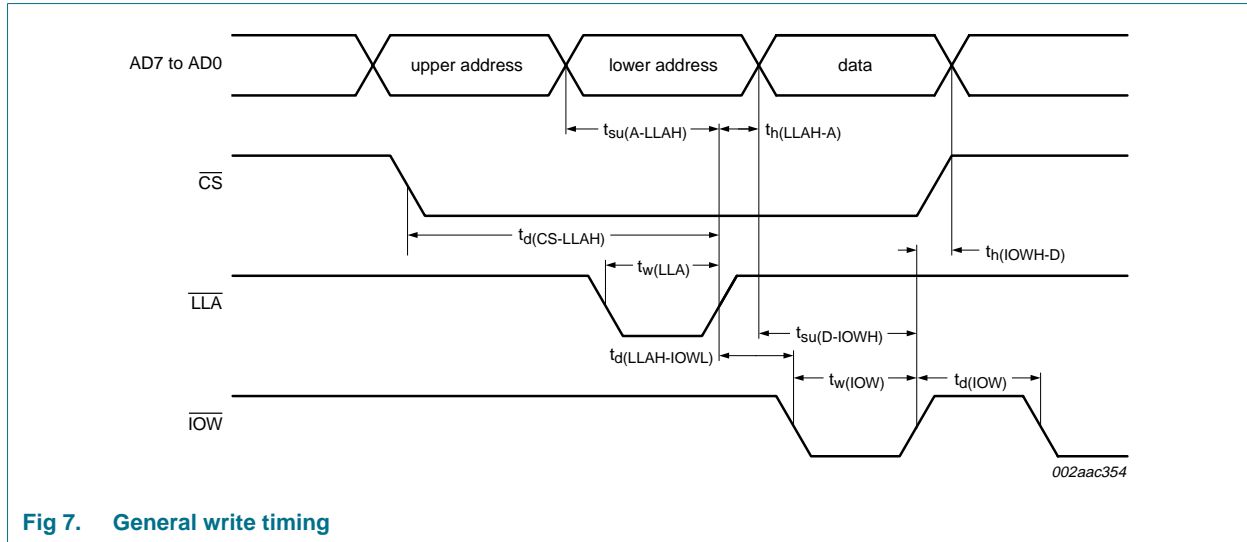 AD7 to AD0
upper address
lower address
data
tsu(A-LLAH)
th(LLAH-A)
CS
td(CS-LLAH)
th(IOWH-D)
tw(LLA)
LLA
tsu(D-IOWH)
td(LLAH-IOWL)
tw(IOW)
td(IOW)
IOW
002aac354
Fig 7. General write timing